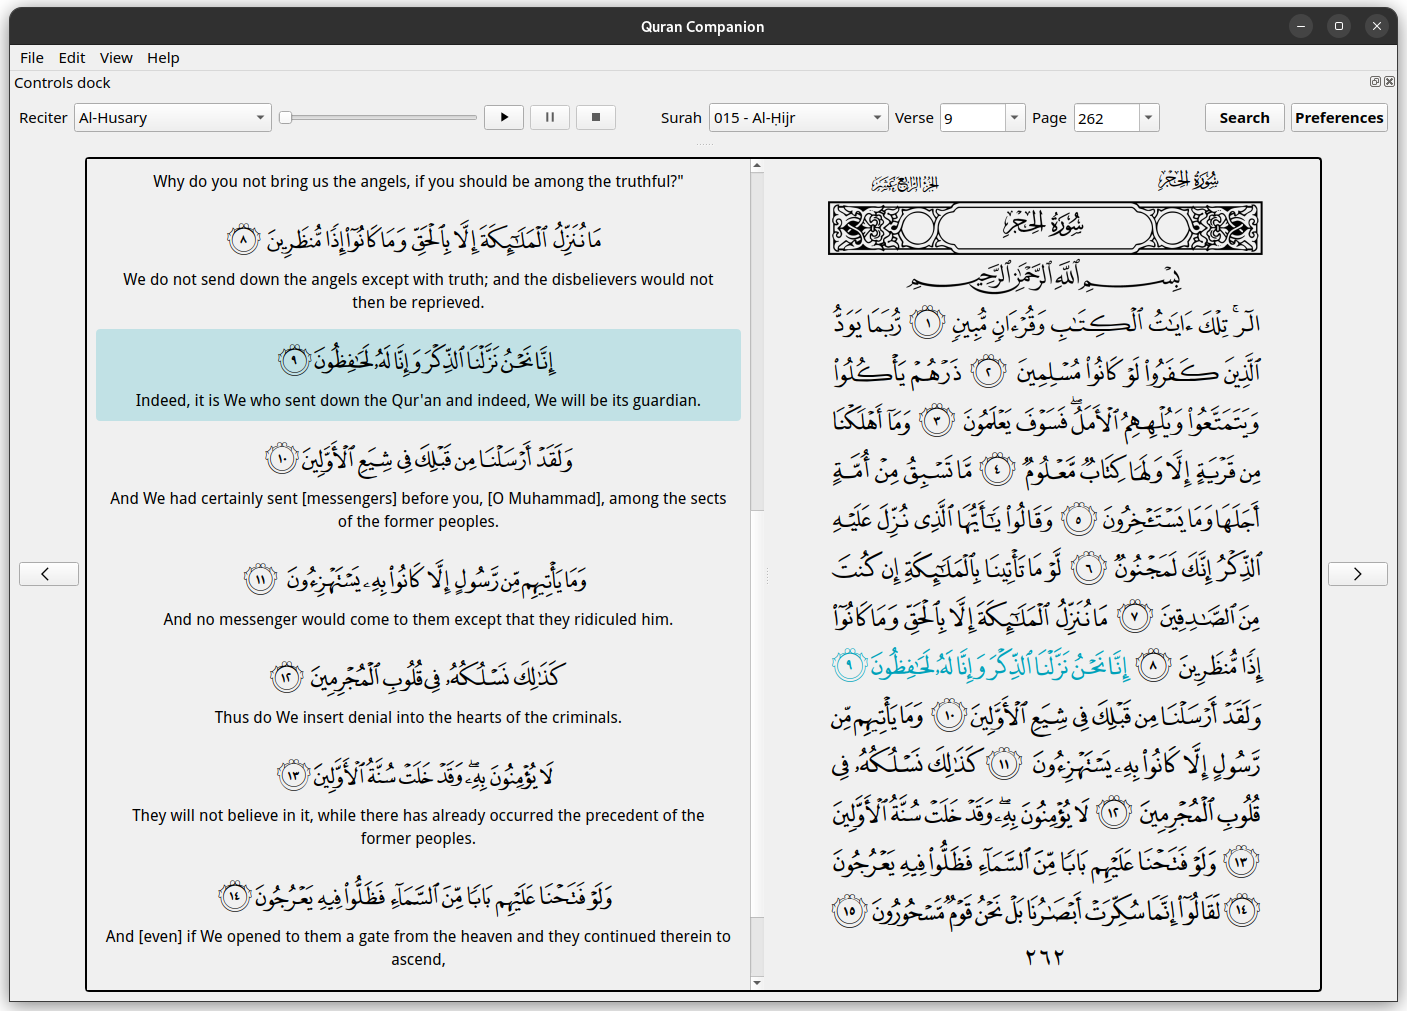 Quran Companion
File Edit View Help
Controls dock
Reciter Al-Husary Surah 015 - Al-Ḥijr Verse 9 Page 262 Search Preferences
Why do you not bring us the angels, if you should be among the truthful?"
مَا نُنَزِّلُ ٱلْمَلَٰٓئِكَةَ إِلَّا بِٱلْحَقِّ وَمَا كَانُوٓا۟ إِذًا مُّنظَرِينَ ٨
We do not send down the angels except with truth; and the disbelievers would not
then be reprieved.
إِنَّا نَحْنُ نَزَّلْنَا ٱلذِّكْرَ وَإِنَّا لَهُۥ لَحَٰفِظُونَ ٩
Indeed, it is We who sent down the Qur'an and indeed, We will be its guardian.
وَلَقَدْ أَرْسَلْنَا مِن قَبْلِكَ فِى شِيَعِ ٱلْأَوَّلِينَ ١٠
And We had certainly sent [messengers] before you, [O Muhammad], among the sects
of the former peoples.
وَمَا يَأْتِيهِم مِّن رَّسُولٍ إِلَّا كَانُوا۟ بِهِۦ يَسْتَهْزِءُونَ ١١
And no messenger would come to them except that they ridiculed him.
كَذَٰلِكَ نَسْلُكُهُۥ فِى قُلُوبِ ٱلْمُجْرِمِينَ ١٢
Thus do We insert denial into the hearts of the criminals.
لَا يُؤْمِنُونَ بِهِۦ ۖ وَقَدْ خَلَتْ سُنَّةُ ٱلْأَوَّلِينَ ١٣
They will not believe in it, while there has already occurred the precedent of the
former peoples.
وَلَوْ فَتَحْنَا عَلَيْهِم بَابًا مِّنَ ٱلسَّمَآءِ فَظَلُّوا۟ فِيهِ يَعْرُجُونَ ١٤
And [even] if We opened to them a gate from the heaven and they continued therein to
ascend,
سُورَةُ الحِجْرِ
الجُزْءُ الرَّابِعَ عَشَرَ
سُورَةُ الحِجْرِ
بِسْمِ ٱللَّهِ ٱلرَّحْمَٰنِ ٱلرَّحِيمِ
الٓر ۚ تِلْكَ ءَايَٰتُ ٱلْكِتَٰبِ وَقُرْءَانٍ مُّبِينٍ ١ رُّبَمَا يَوَدُّ
ٱلَّذِينَ كَفَرُوا۟ لَوْ كَانُوا۟ مُسْلِمِينَ ٢ ذَرْهُمْ يَأْكُلُوا۟
وَيَتَمَتَّعُوا۟ وَيُلْهِهِمُ ٱلْأَمَلُ ۖ فَسَوْفَ يَعْلَمُونَ ٣ وَمَآ أَهْلَكْنَا
مِن قَرْيَةٍ إِلَّا وَلَهَا كِتَابٌ مَّعْلُومٌ ٤ مَّا تَسْبِقُ مِنْ أُمَّةٍ
أَجَلَهَا وَمَا يَسْتَـْٔخِرُونَ ٥ وَقَالُوا۟ يَٰٓأَيُّهَا ٱلَّذِى نُزِّلَ عَلَيْهِ
ٱلذِّكْرُ إِنَّكَ لَمَجْنُونٌ ٦ لَّوْ مَا تَأْتِينَا بِٱلْمَلَٰٓئِكَةِ إِن كُنتَ
مِنَ ٱلصَّٰدِقِينَ ٧ مَا نُنَزِّلُ ٱلْمَلَٰٓئِكَةَ إِلَّا بِٱلْحَقِّ وَمَا كَانُوٓا۟
إِذًا مُّنظَرِينَ ٨ إِنَّا نَحْنُ نَزَّلْنَا ٱلذِّكْرَ وَإِنَّا لَهُۥ لَحَٰفِظُونَ ٩
وَلَقَدْ أَرْسَلْنَا مِن قَبْلِكَ فِى شِيَعِ ٱلْأَوَّلِينَ ١٠ وَمَا يَأْتِيهِم مِّن
رَّسُولٍ إِلَّا كَانُوا۟ بِهِۦ يَسْتَهْزِءُونَ ١١ كَذَٰلِكَ نَسْلُكُهُۥ فِى
قُلُوبِ ٱلْمُجْرِمِينَ ١٢ لَا يُؤْمِنُونَ بِهِۦ ۖ وَقَدْ خَلَتْ سُنَّةُ ٱلْأَوَّلِينَ
١٣ وَلَوْ فَتَحْنَا عَلَيْهِم بَابًا مِّنَ ٱلسَّمَآءِ فَظَلُّوا۟ فِيهِ يَعْرُجُونَ
١٤ لَقَالُوٓا۟ إِنَّمَا سُكِّرَتْ أَبْصَٰرُنَا بَلْ نَحْنُ قَوْمٌ مَّسْحُورُونَ ١٥
٢٦٢